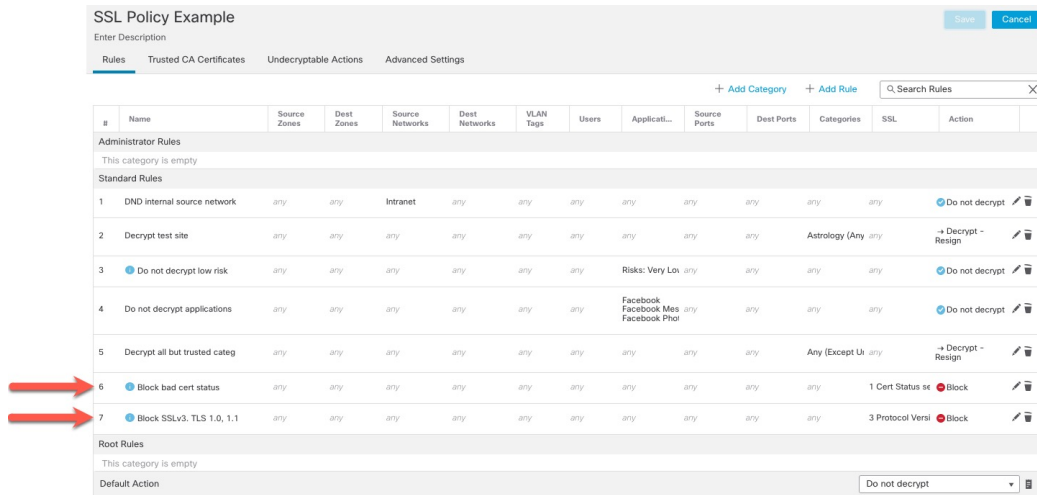 SSL Policy Example
Save
Cancel
Enter Description
Rules
Trusted CA Certificates
Undecryptable Actions
Advanced Settings
+ Add Category
+ Add Rule
Search Rules
# Name Source Zones Dest Zones Source Networks Dest Networks VLAN Tags Users Applicati... Source Ports Dest Ports Categories SSL Action
Administrator Rules
This category is empty
Standard Rules
1 DND internal source network any any Intranet any any any any any any any any Do not decrypt
2 Decrypt test site any any any any any any any any any Astrology (Any any → Decrypt - Resign
3 Do not decrypt low risk any any any any any any Risks: Very Lov any any any any Do not decrypt
4 Do not decrypt applications any any any any any any Facebook Facebook Mes Facebook Phot any any any any Do not decrypt
5 Decrypt all but trusted categ any any any any any any any any any Any (Except Ur any → Decrypt - Resign
6 Block bad cert status any any any any any any any any any any 1 Cert Status se Block
7 Block SSLv3. TLS 1.0, 1.1 any any any any any any any any any any 3 Protocol Versi Block
Root Rules
This category is empty
Default Action
Do not decrypt